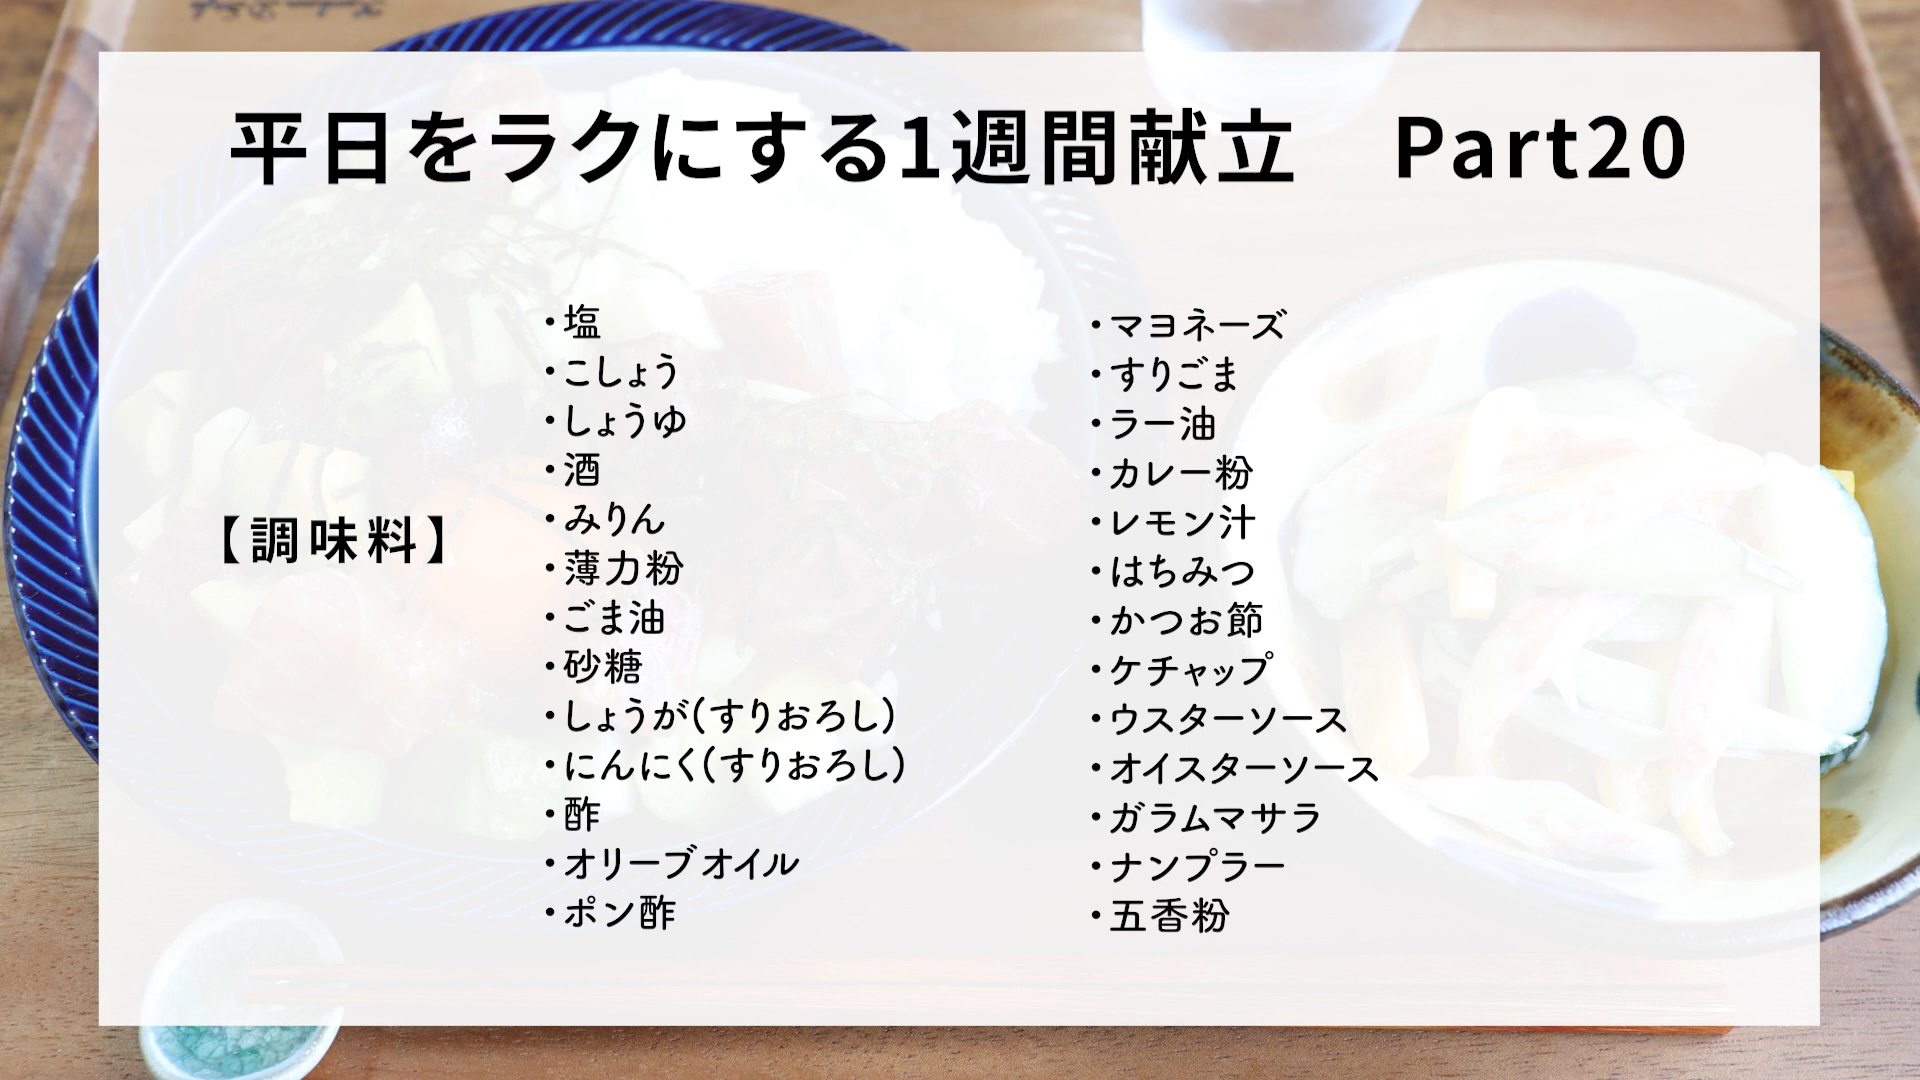 平日をラクにする1週間献立　Part20
【調味料】
・塩
・こしょう
・しょうゆ
・酒
・みりん
・薄力粉
・ごま油
・砂糖
・しょうが(すりおろし)
・にんにく(すりおろし)
・酢
・オリーブオイル
・ポン酢
・マヨネーズ
・すりごま
・ラー油
・カレー粉
・レモン汁
・はちみつ
・かつお節
・ケチャップ
・ウスターソース
・オイスターソース
・ガラムマサラ
・ナンプラー
・五香粉